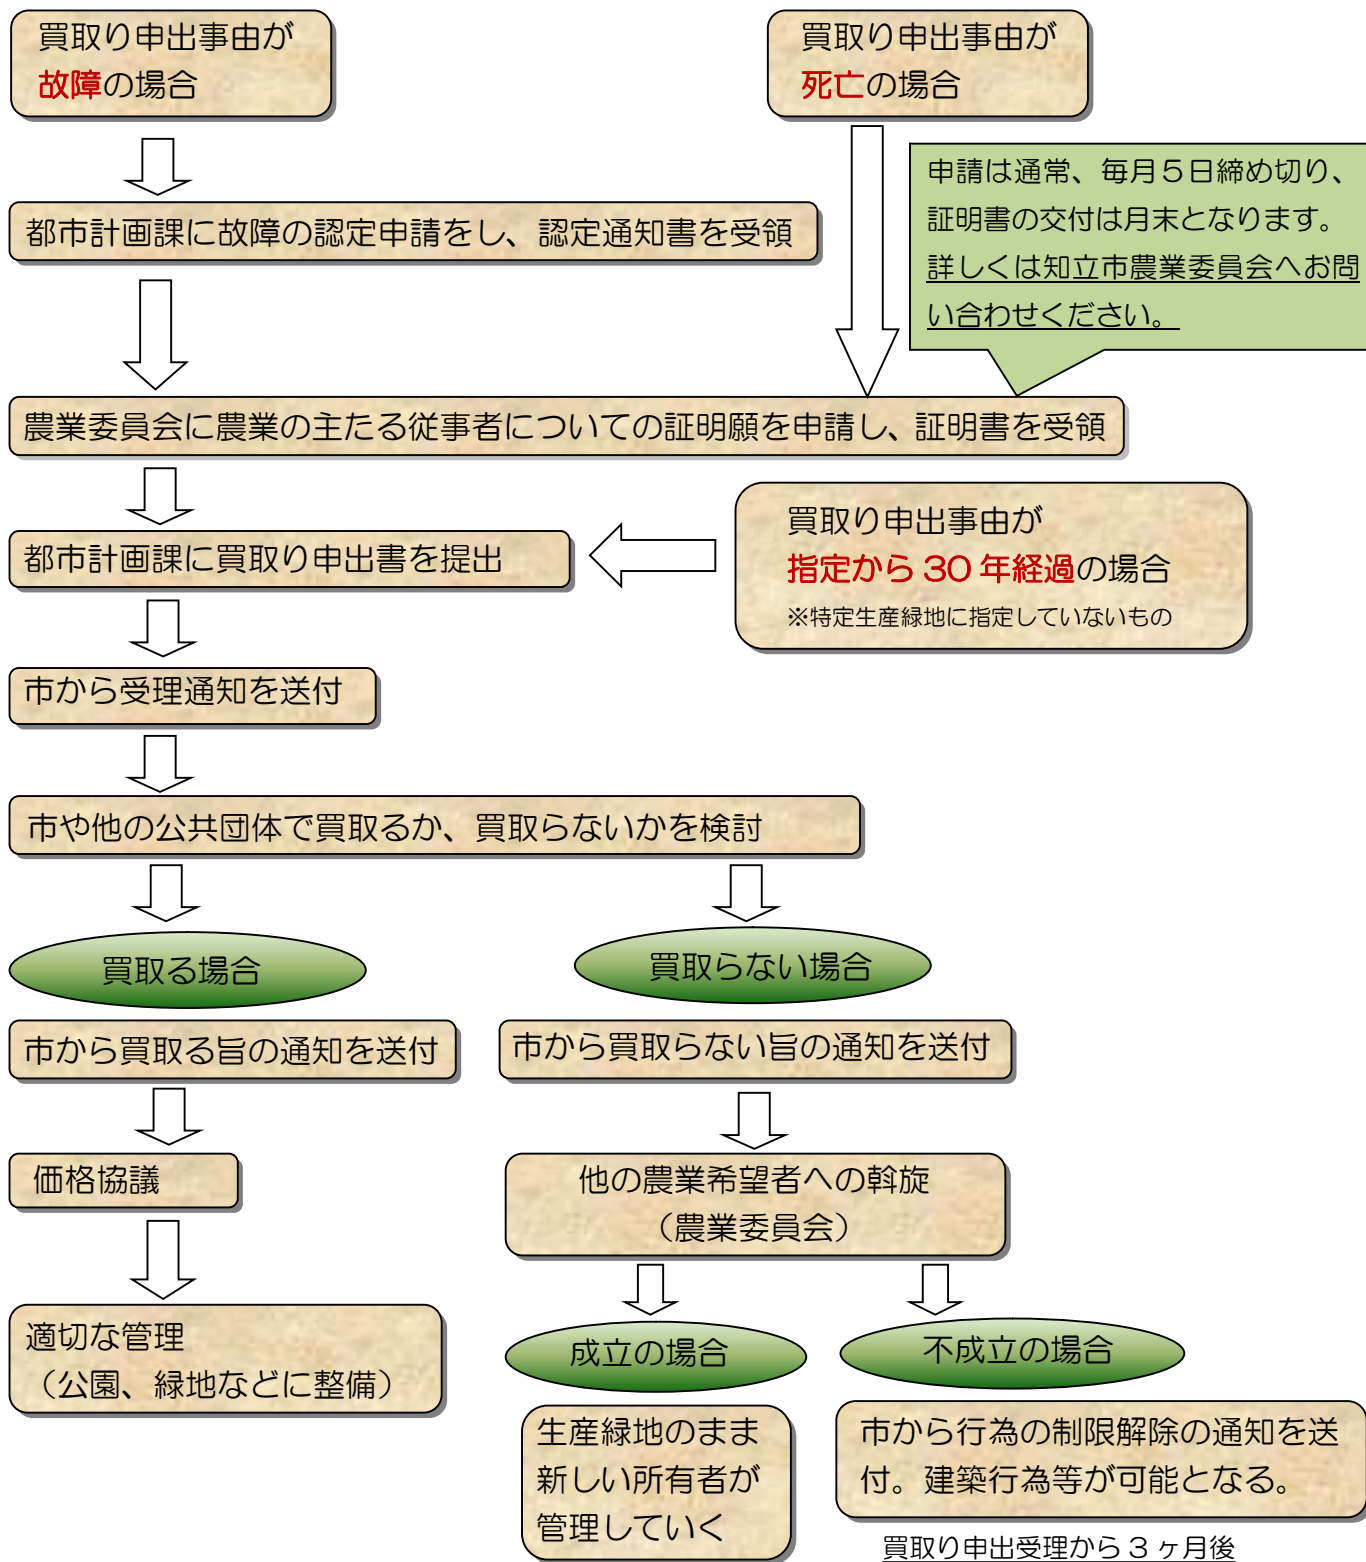 買取り申出事由が
故障の場合
買取り申出事由が
死亡の場合
申請は通常、毎月５日締め切り、
証明書の交付は月末となります。
詳しくは知立市農業委員会へお問
い合わせください。
都市計画課に故障の認定申請をし、認定通知書を受領
農業委員会に農業の主たる従事者についての証明願を申請し、証明書を受領
買取り申出事由が
指定から 30 年経過の場合
※特定生産緑地に指定していないもの
都市計画課に買取り申出書を提出
市から受理通知を送付
市や他の公共団体で買取るか、買取らないかを検討
買取る場合
買取らない場合
市から買取る旨の通知を送付
市から買取らない旨の通知を送付
価格協議
他の農業希望者への斡旋
（農業委員会）
適切な管理
（公園、緑地などに整備）
成立の場合
不成立の場合
生産緑地のまま
新しい所有者が
管理していく
市から行為の制限解除の通知を送
付。建築行為等が可能となる。
買取り申出受理から３ヶ月後